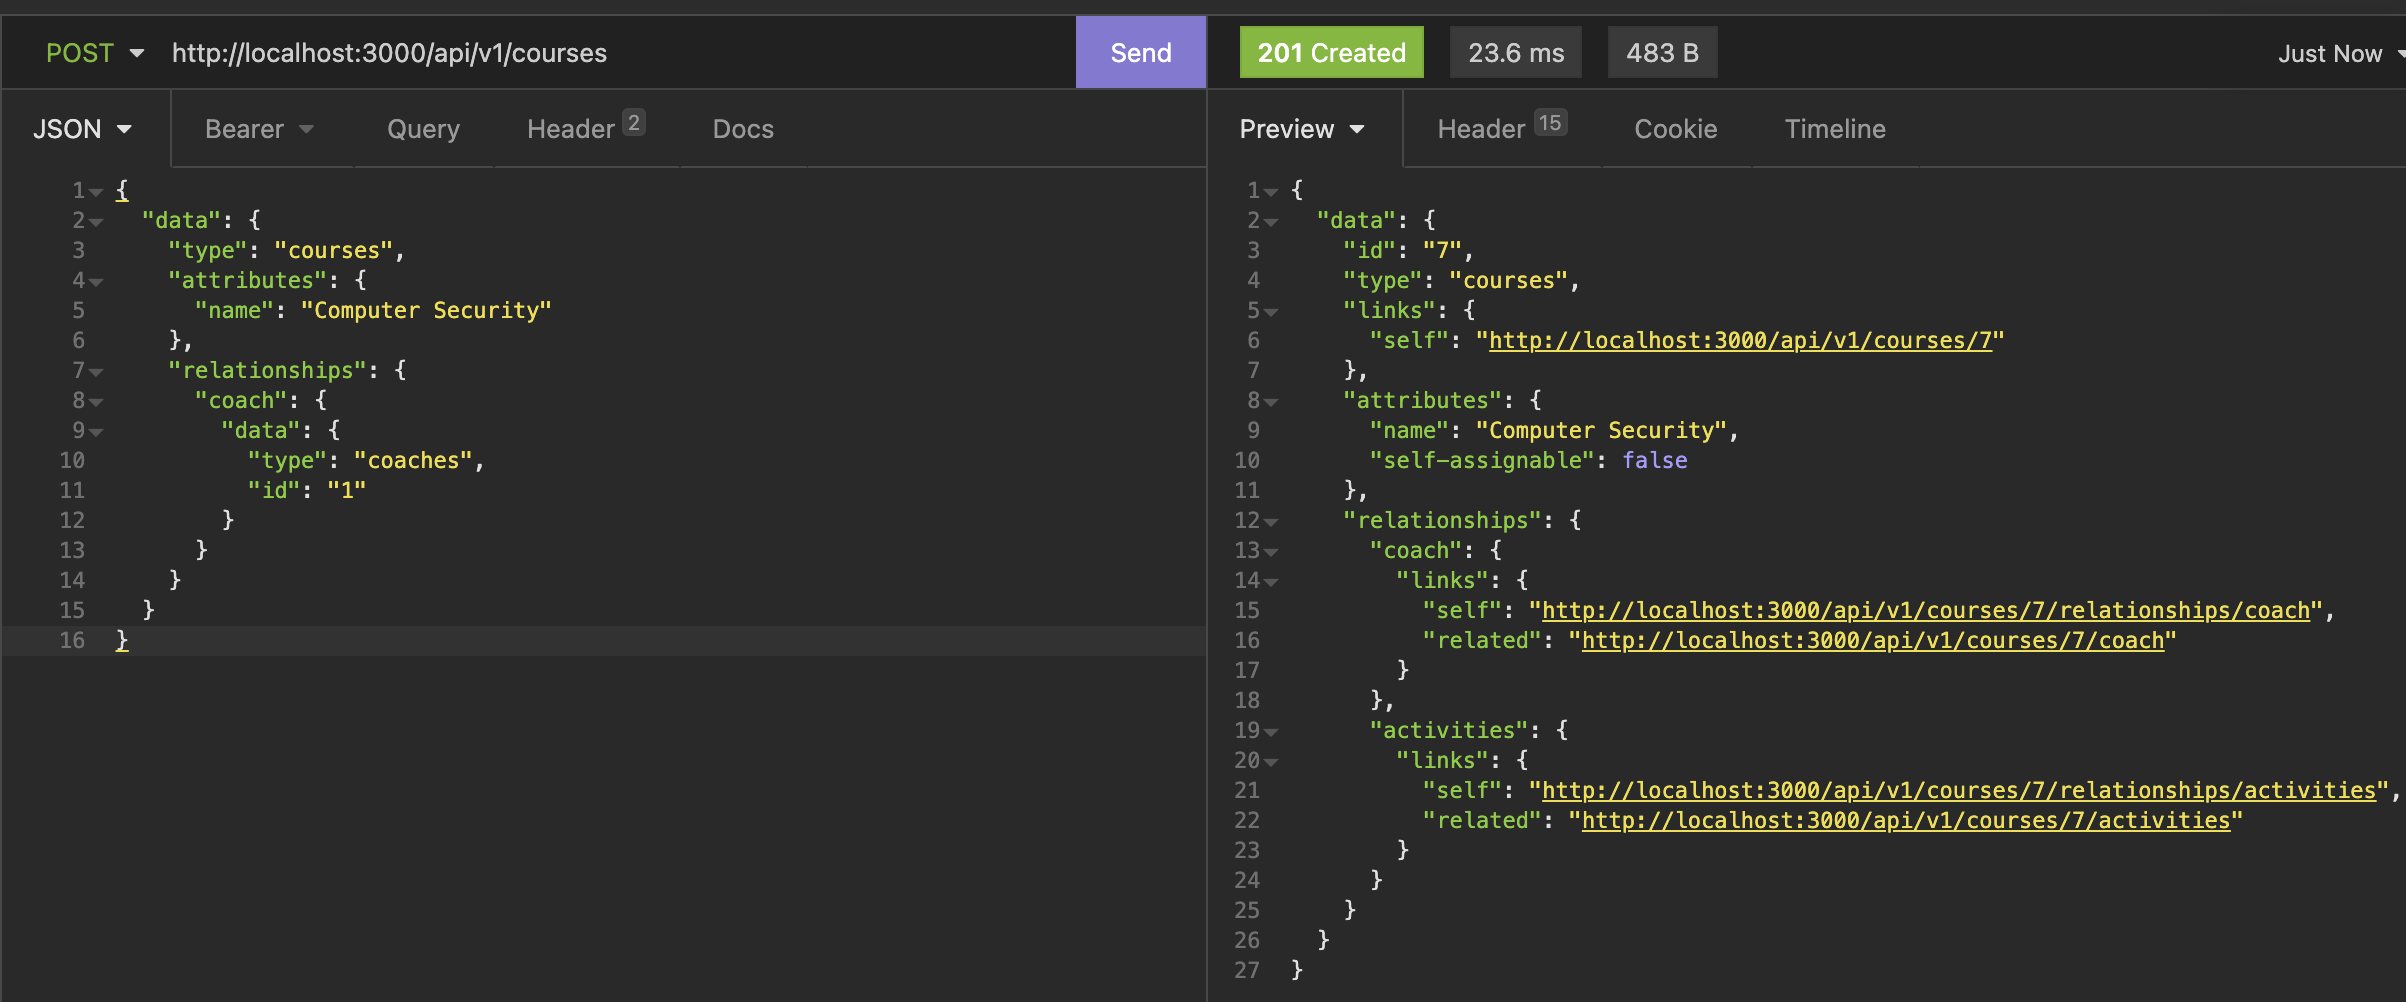 POST http://localhost:3000/api/v1/courses Send
JSON Bearer Query Header 2 Docs
1 {
2 "data": {
3 "type": "courses",
4 "attributes": {
5 "name": "Computer Security"
6 },
7 "relationships": {
8 "coach": {
9 "data": {
10 "type": "coaches",
11 "id": "1"
12 }
13 }
14 }
15 }
16 }
201 Created 23.6 ms 483 B Just Now
Preview Header 15 Cookie Timeline
1 {
2 "data": {
3 "id": "7",
4 "type": "courses",
5 "links": {
6 "self": "http://localhost:3000/api/v1/courses/7"
7 },
8 "attributes": {
9 "name": "Computer Security",
10 "self-assignable": false
11 },
12 "relationships": {
13 "coach": {
14 "links": {
15 "self": "http://localhost:3000/api/v1/courses/7/relationships/coach",
16 "related": "http://localhost:3000/api/v1/courses/7/coach"
17 }
18 },
19 "activities": {
20 "links": {
21 "self": "http://localhost:3000/api/v1/courses/7/relationships/activities",
22 "related": "http://localhost:3000/api/v1/courses/7/activities"
23 }
24 }
25 }
26 }
27 }